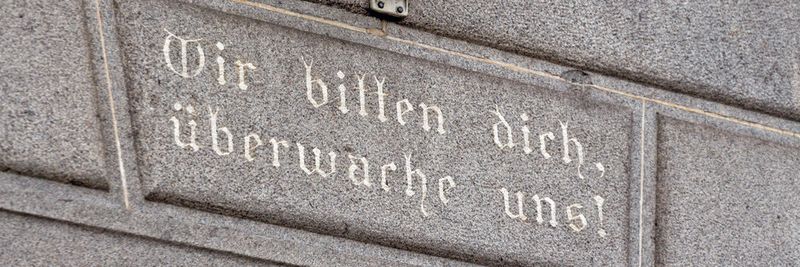 Wir bitten dich,
überwache uns!